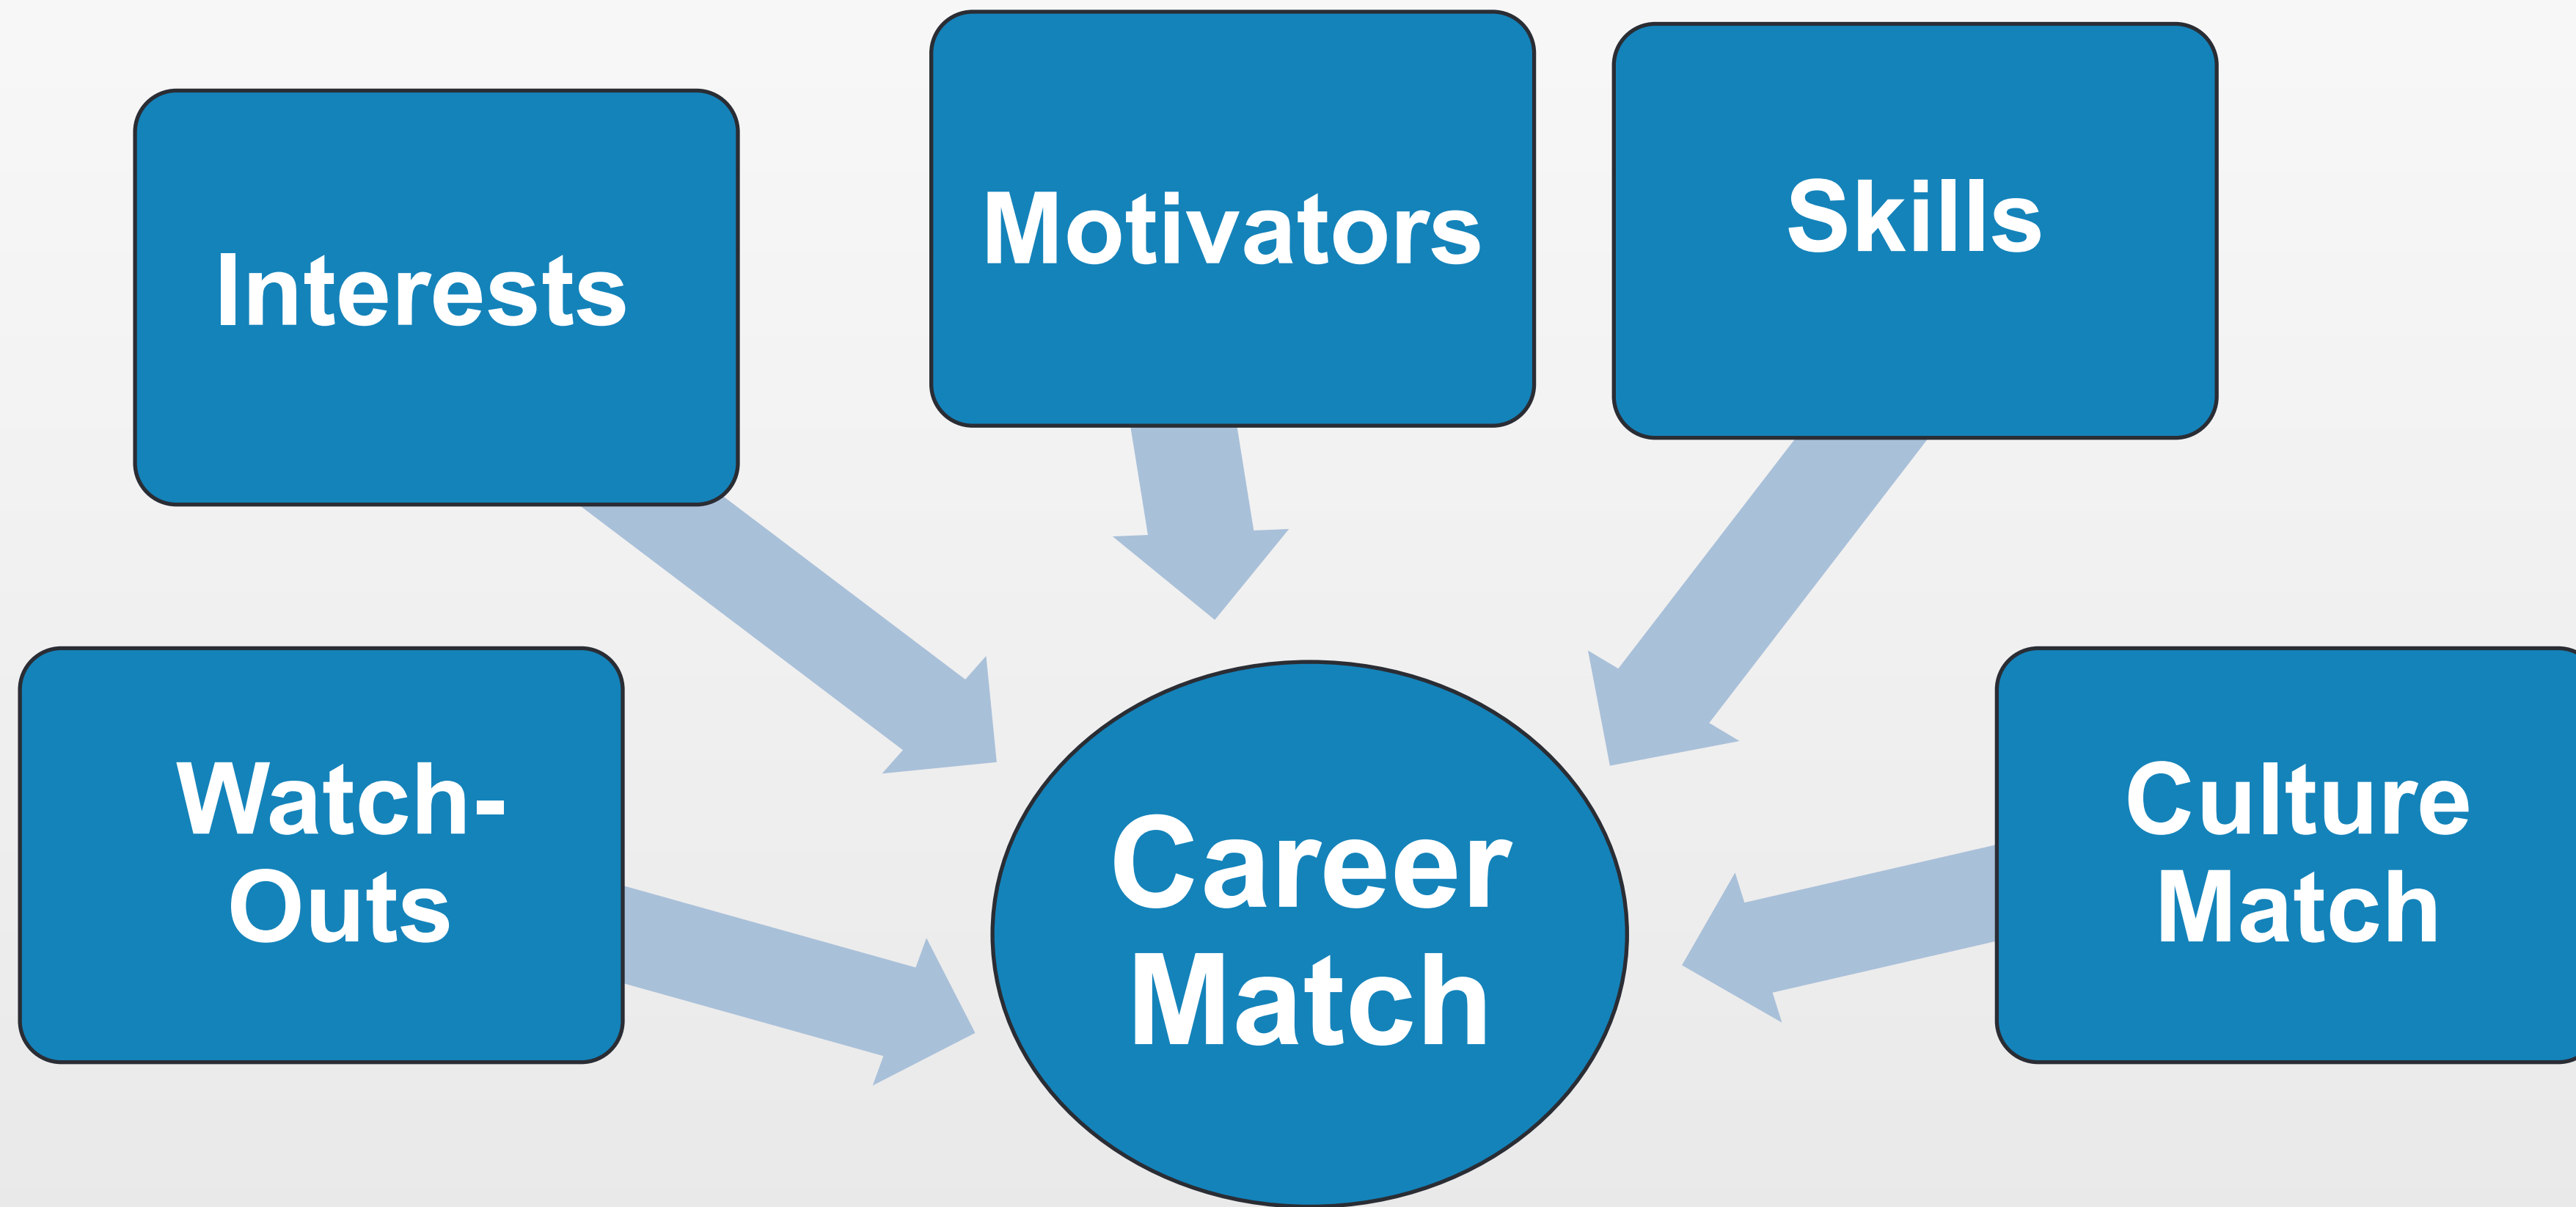 Interests
Motivators
Skills
Watch-
Outs
Career
Match
Culture
Match